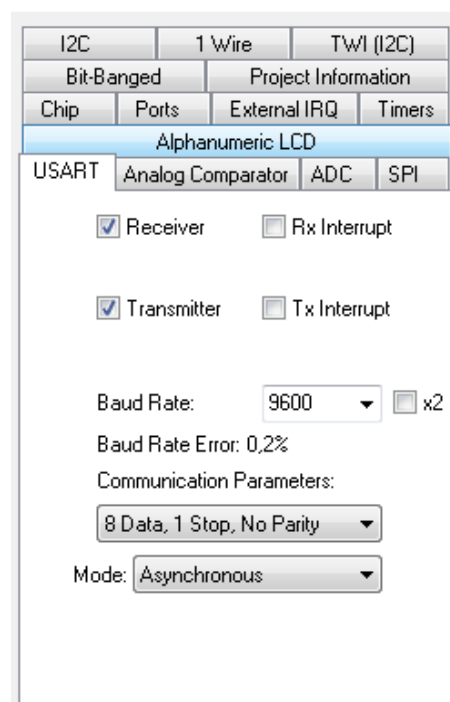 I2C 1 Wire TWI (I2C)
Bit-Banged Project Information
Chip Ports External IRQ Timers
Alphanumeric LCD
USART Analog Comparator ADC SPI
Receiver Rx Interrupt
Transmitter Tx Interrupt
Baud Rate: 9600 x2
Baud Rate Error: 0,2%
Communication Parameters:
8 Data, 1 Stop, No Parity
Mode: Asynchronous